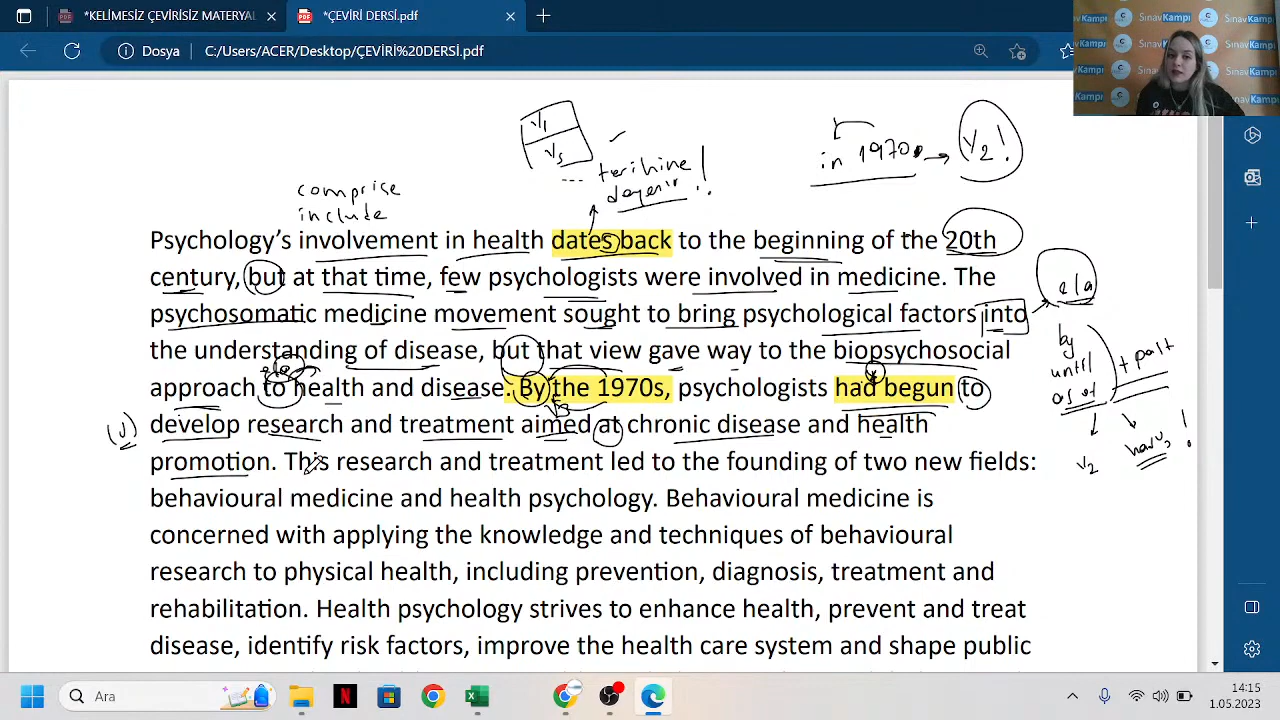 *KELİMESİZ ÇEVİRİSİZ MATERYAL
*ÇEVİRİ DERSİ.pdf
Dosya
C:/Users/ACER/Desktop/ÇEVİRİ%20DERSİ.pdf
SınavKampı
in 1970 → V2!
tarihine
dayanır !
comprise
include
Psychology's involvement in health dates back to the beginning of the 20th
century, but at that time, few psychologists were involved in medicine. The
psychosomatic medicine movement sought to bring psychological factors into
the understanding of disease, but that view gave way to the biopsychosocial
approach to health and disease. By the 1970s, psychologists had begun to
develop research and treatment aimed at chronic disease and health
promotion. This research and treatment led to the founding of two new fields:
behavioural medicine and health psychology. Behavioural medicine is
concerned with applying the knowledge and techniques of behavioural
research to physical health, including prevention, diagnosis, treatment and
rehabilitation. Health psychology strives to enhance health, prevent and treat
disease, identify risk factors, improve the health care system and shape public
e/a
by
until
as of
+ past
V2
Ara
14:15
1.05.2023